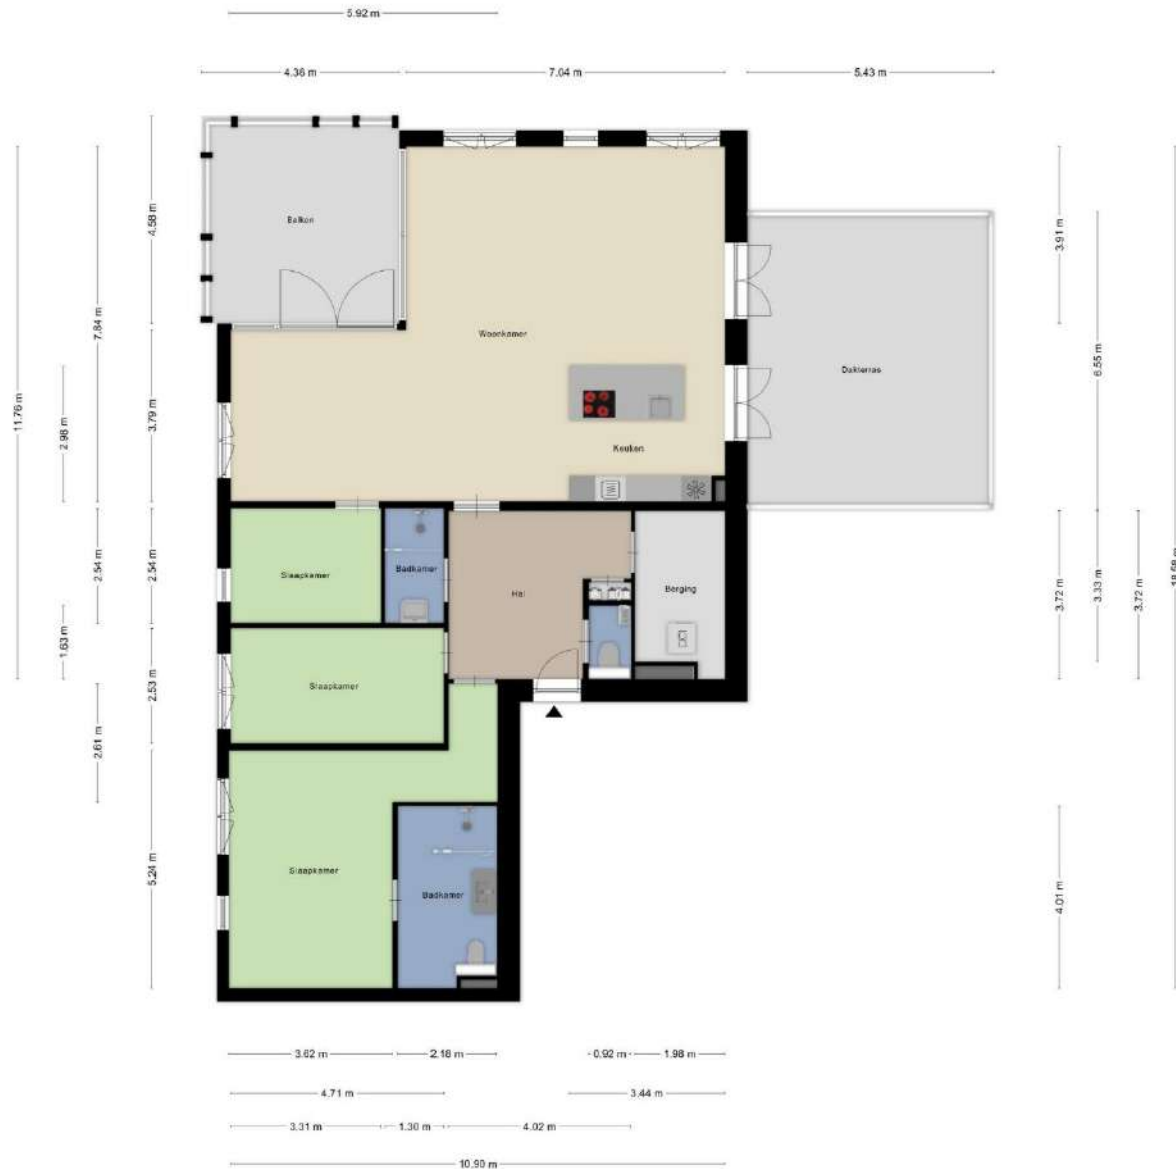 5.92 m
4.36 m
7.04 m
5.43 m
Balkon
4.58 m
3.91 m
7.84 m
Woonkamer
6.55 m
Dakterras
11.76 m
3.79 m
2.98 m
Keuken
2.54 m
2.54 m
Slaapkamer
Badkamer
Hal
Berging
3.72 m
3.33 m
3.72 m
18.68 m
1.63 m
2.53 m
Slaapkamer
2.61 m
5.24 m
Slaapkamer
Badkamer
4.01 m
3.62 m
2.18 m
0.92 m
1.98 m
4.71 m
3.44 m
3.31 m
1.30 m
4.02 m
10.90 m